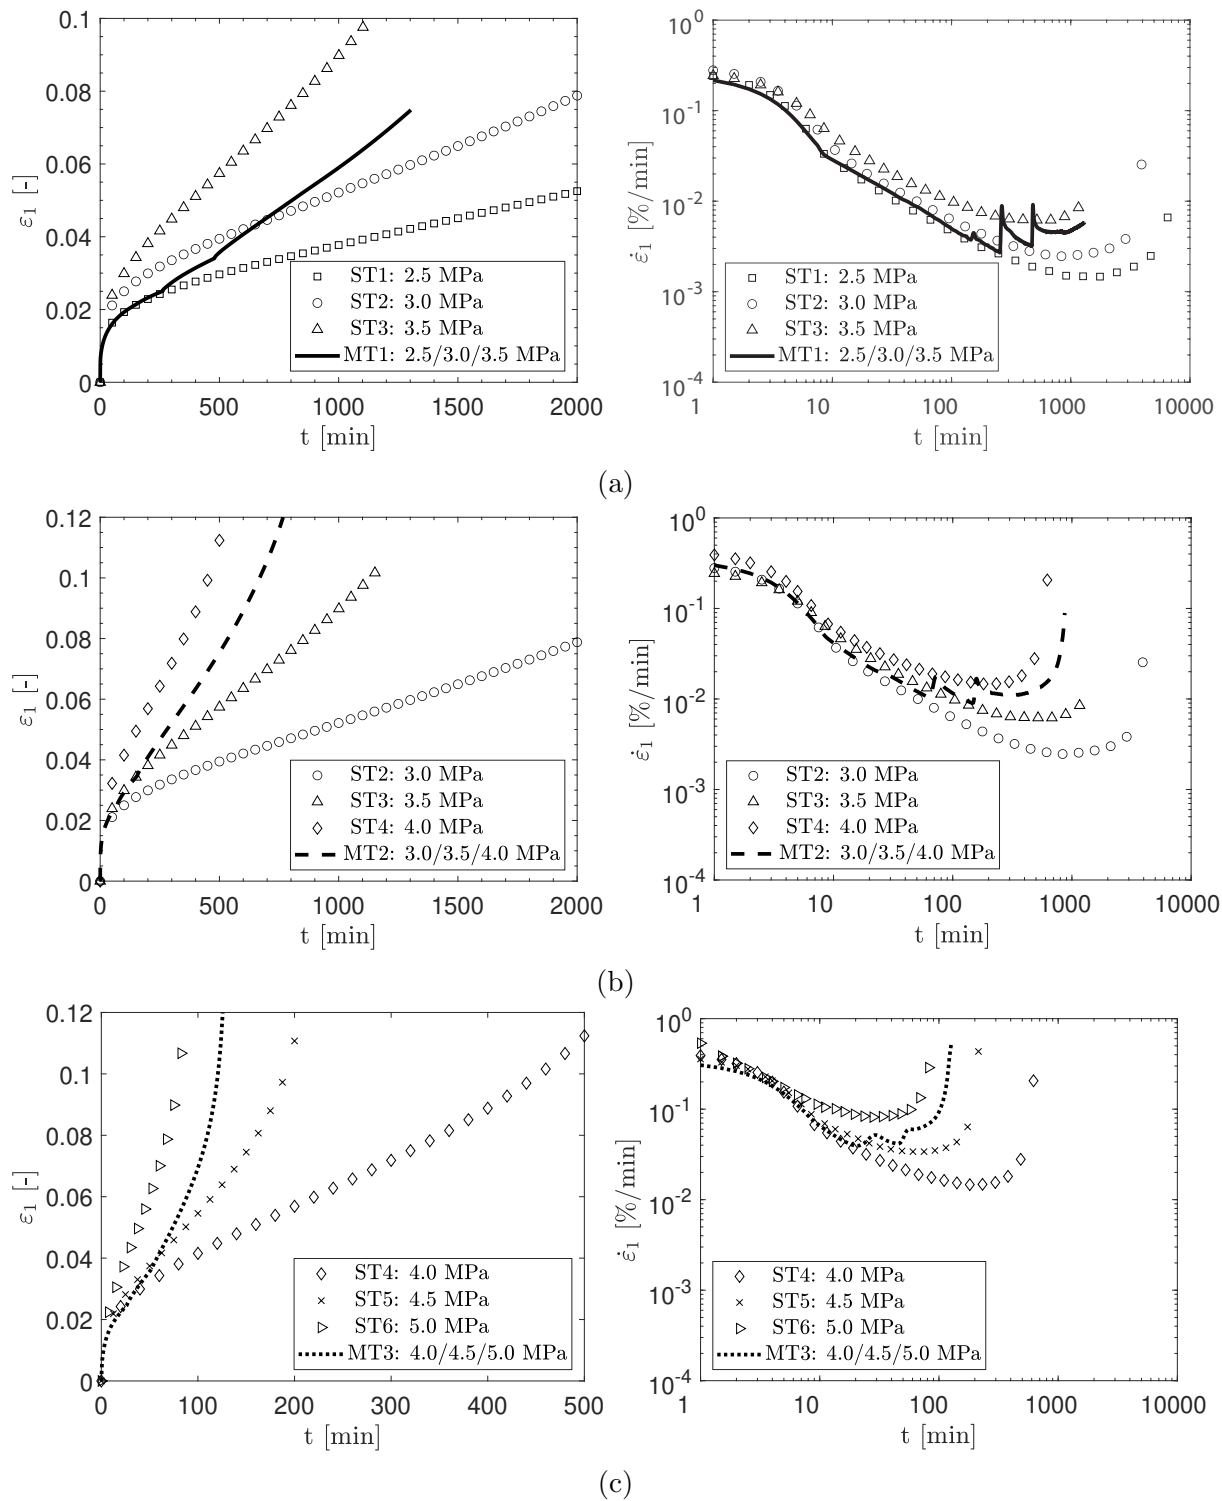 0.1
0.08
0.06
0.04
0.02
0
ε₁ [-]
0 500 1000 1500 2000
t [min]
ST1: 2.5 MPa
ST2: 3.0 MPa
ST3: 3.5 MPa
MT1: 2.5/3.0/3.5 MPa
10⁰
10⁻¹
10⁻²
10⁻³
10⁻⁴
ε̇₁ [%/min]
1 10 100 1000 10000
t [min]
ST1: 2.5 MPa
ST2: 3.0 MPa
ST3: 3.5 MPa
MT1: 2.5/3.0/3.5 MPa
(a)
0.12
0.1
0.08
0.06
0.04
0.02
0
ε₁ [-]
0 500 1000 1500 2000
t [min]
ST2: 3.0 MPa
ST3: 3.5 MPa
ST4: 4.0 MPa
MT2: 3.0/3.5/4.0 MPa
10⁰
10⁻¹
10⁻²
10⁻³
10⁻⁴
ε̇₁ [%/min]
1 10 100 1000 10000
t [min]
ST2: 3.0 MPa
ST3: 3.5 MPa
ST4: 4.0 MPa
MT2: 3.0/3.5/4.0 MPa
(b)
0.12
0.1
0.08
0.06
0.04
0.02
0
ε₁ [-]
0 100 200 300 400 500
t [min]
ST4: 4.0 MPa
ST5: 4.5 MPa
ST6: 5.0 MPa
MT3: 4.0/4.5/5.0 MPa
10⁰
10⁻¹
10⁻²
10⁻³
10⁻⁴
ε̇₁ [%/min]
1 10 100 1000 10000
t [min]
ST4: 4.0 MPa
ST5: 4.5 MPa
ST6: 5.0 MPa
MT3: 4.0/4.5/5.0 MPa
(c)